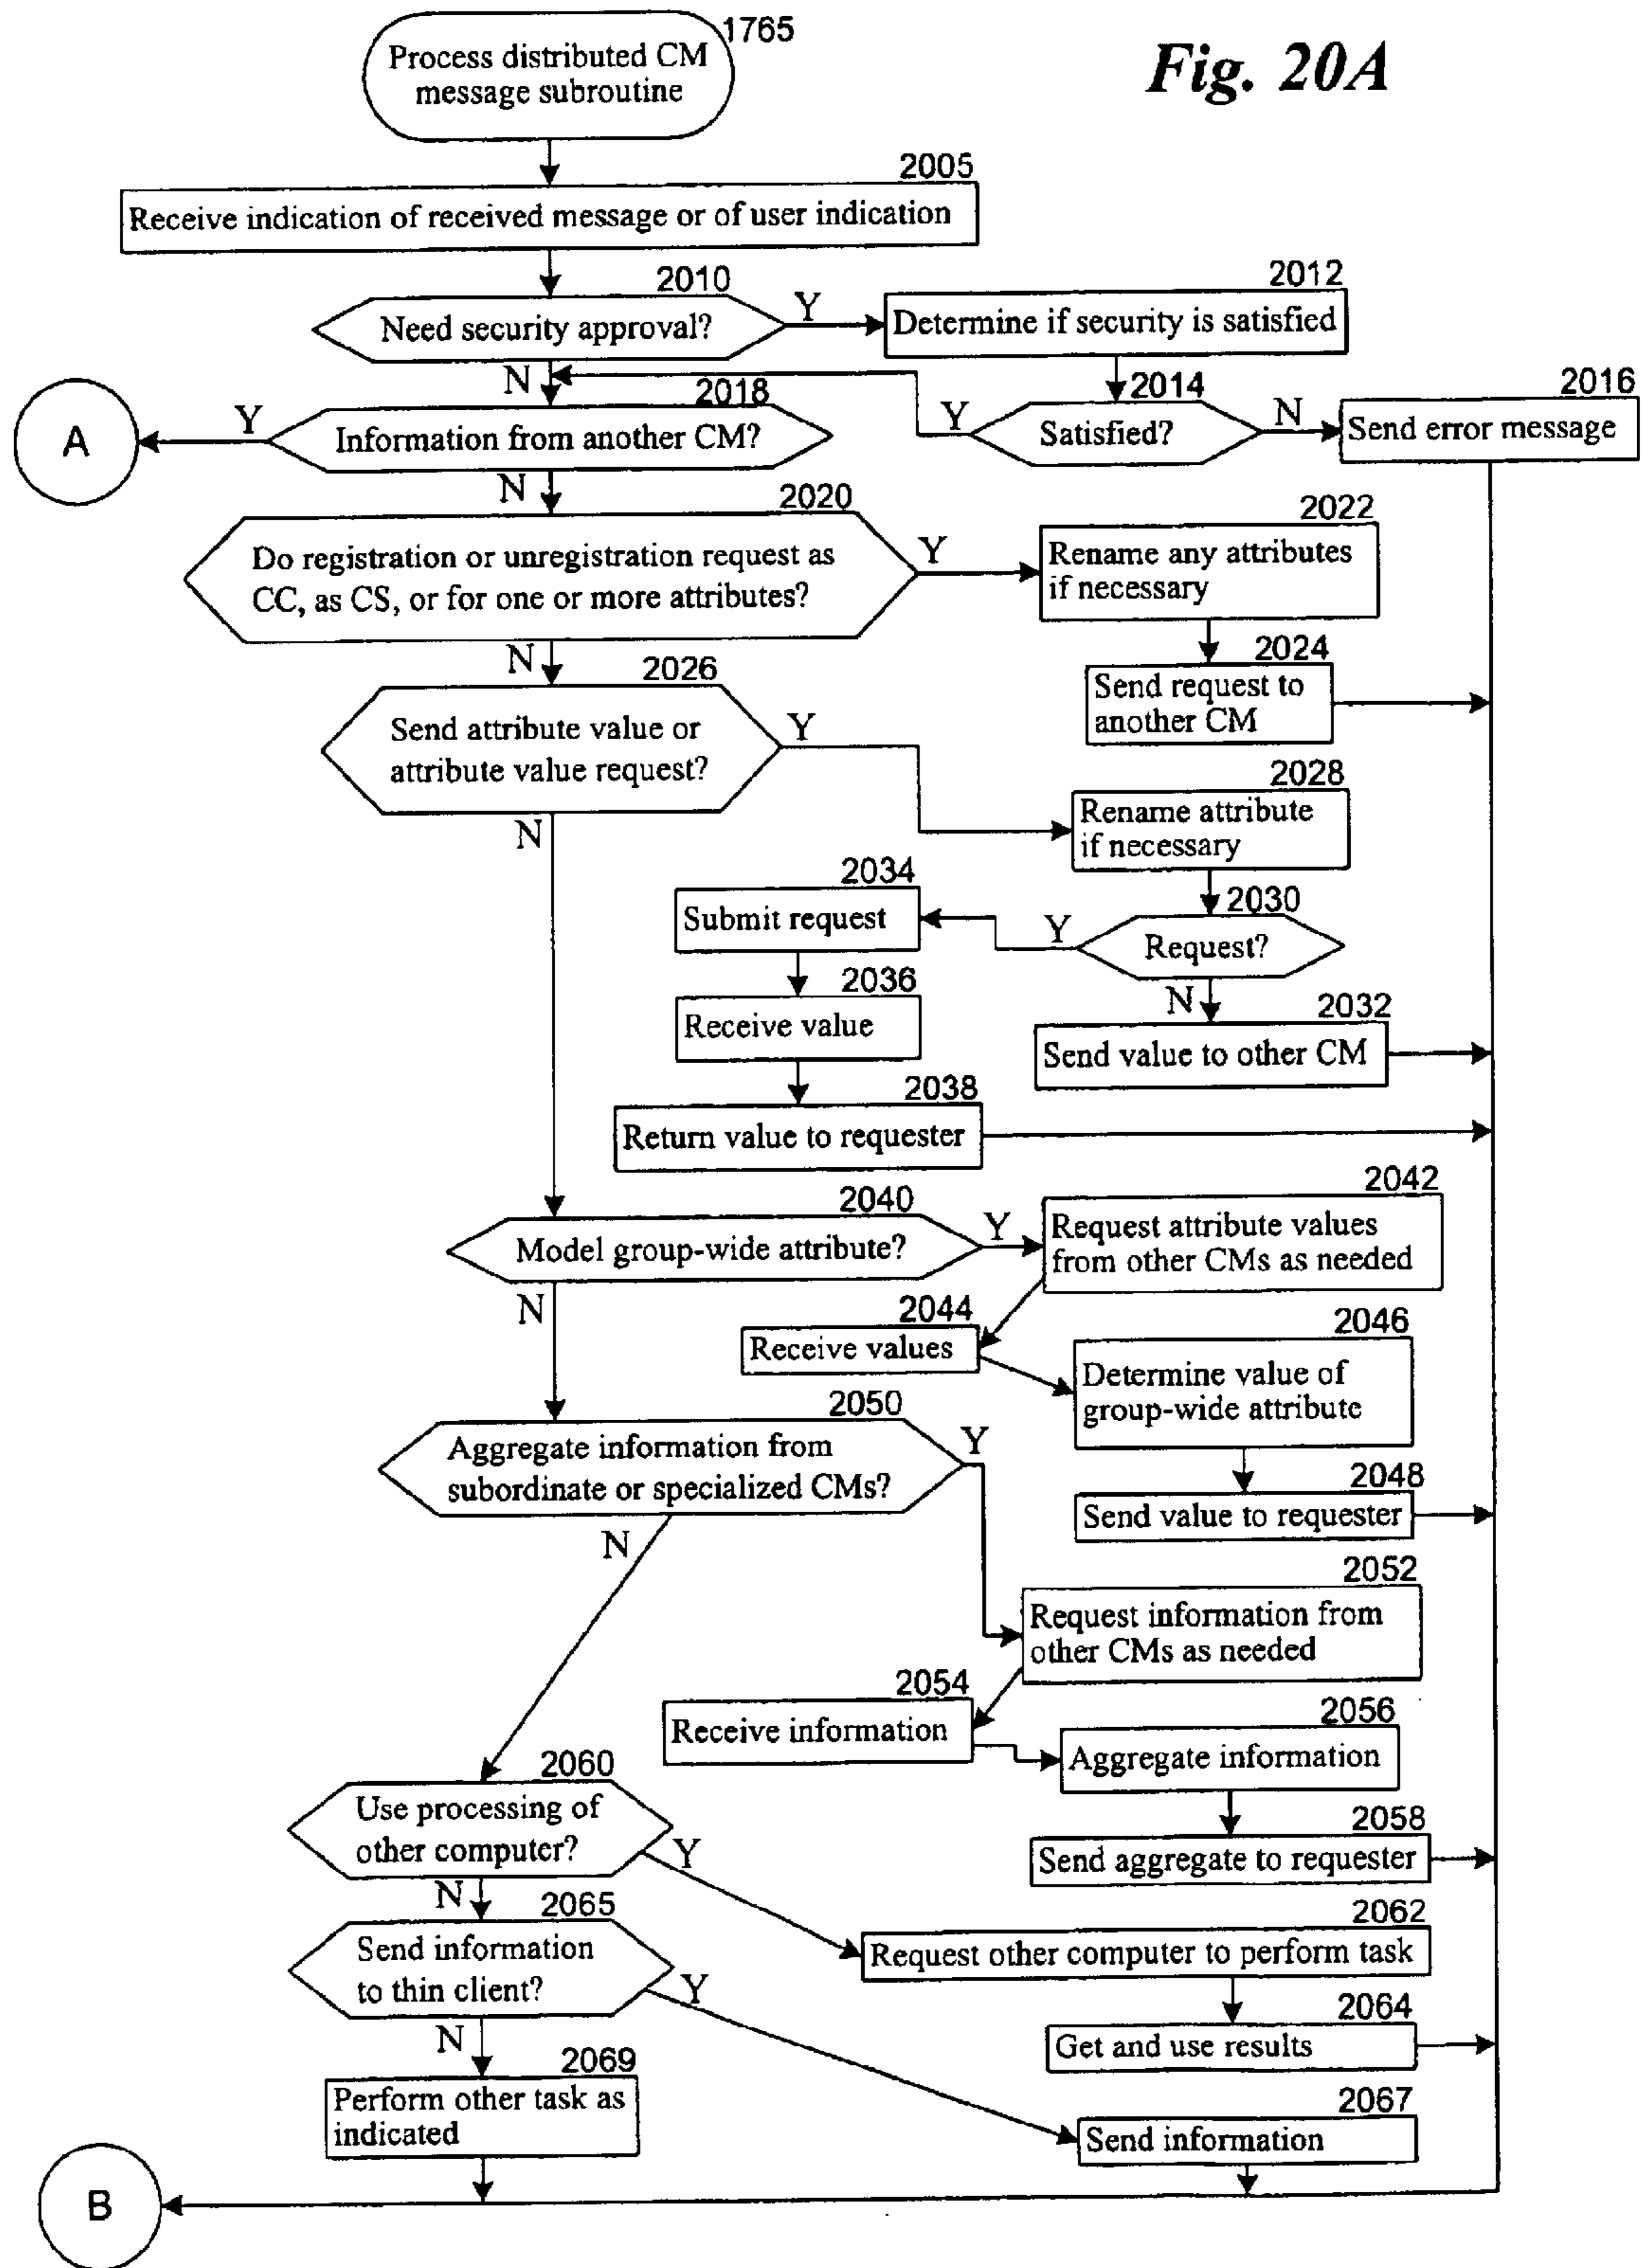 1765
Fig. 20A
Process distributed CM
message subroutine
2005
Receive indication of received message or of user indication
2010
Need security approval?
Y
2012
Determine if security is satisfied
N
2018
Information from another CM?
Y
A
2014
Satisfied?
Y
N
2016
Send error message
N
2020
Do registration or unregistration request as
CC, as CS, or for one or more attributes?
Y
2022
Rename any attributes
if necessary
2024
Send request to
another CM
N
2026
Send attribute value or
attribute value request?
Y
2028
Rename attribute
if necessary
2030
Request?
Y
2034
Submit request
2036
Receive value
2038
Return value to requester
N
2032
Send value to other CM
N
2040
Model group-wide attribute?
Y
2042
Request attribute values
from other CMs as needed
2044
Receive values
2046
Determine value of
group-wide attribute
2048
Send value to requester
N
2050
Aggregate information from
subordinate or specialized CMs?
Y
2052
Request information from
other CMs as needed
2054
Receive information
2056
Aggregate information
2058
Send aggregate to requester
N
2060
Use processing of
other computer?
Y
2062
Request other computer to perform task
2064
Get and use results
N
2065
Send information
to thin client?
Y
2067
Send information
N
2069
Perform other task as
indicated
B